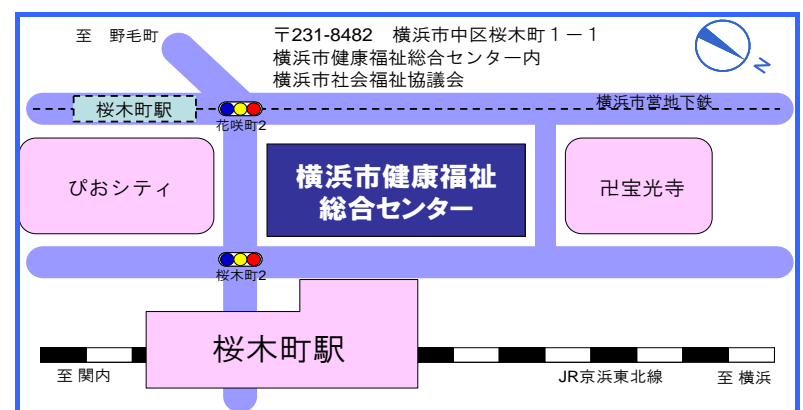 至 野毛町
〒231-8482 横浜市中区桜木町１－１
横浜市健康福祉総合センター内
横浜市社会福祉協議会
N
桜木町駅
横浜市営地下鉄
花咲町2
ぴおシティ
横浜市健康福祉
総合センター
卍宝光寺
桜木町2
桜木町駅
至 関内
JR京浜東北線
至 横浜